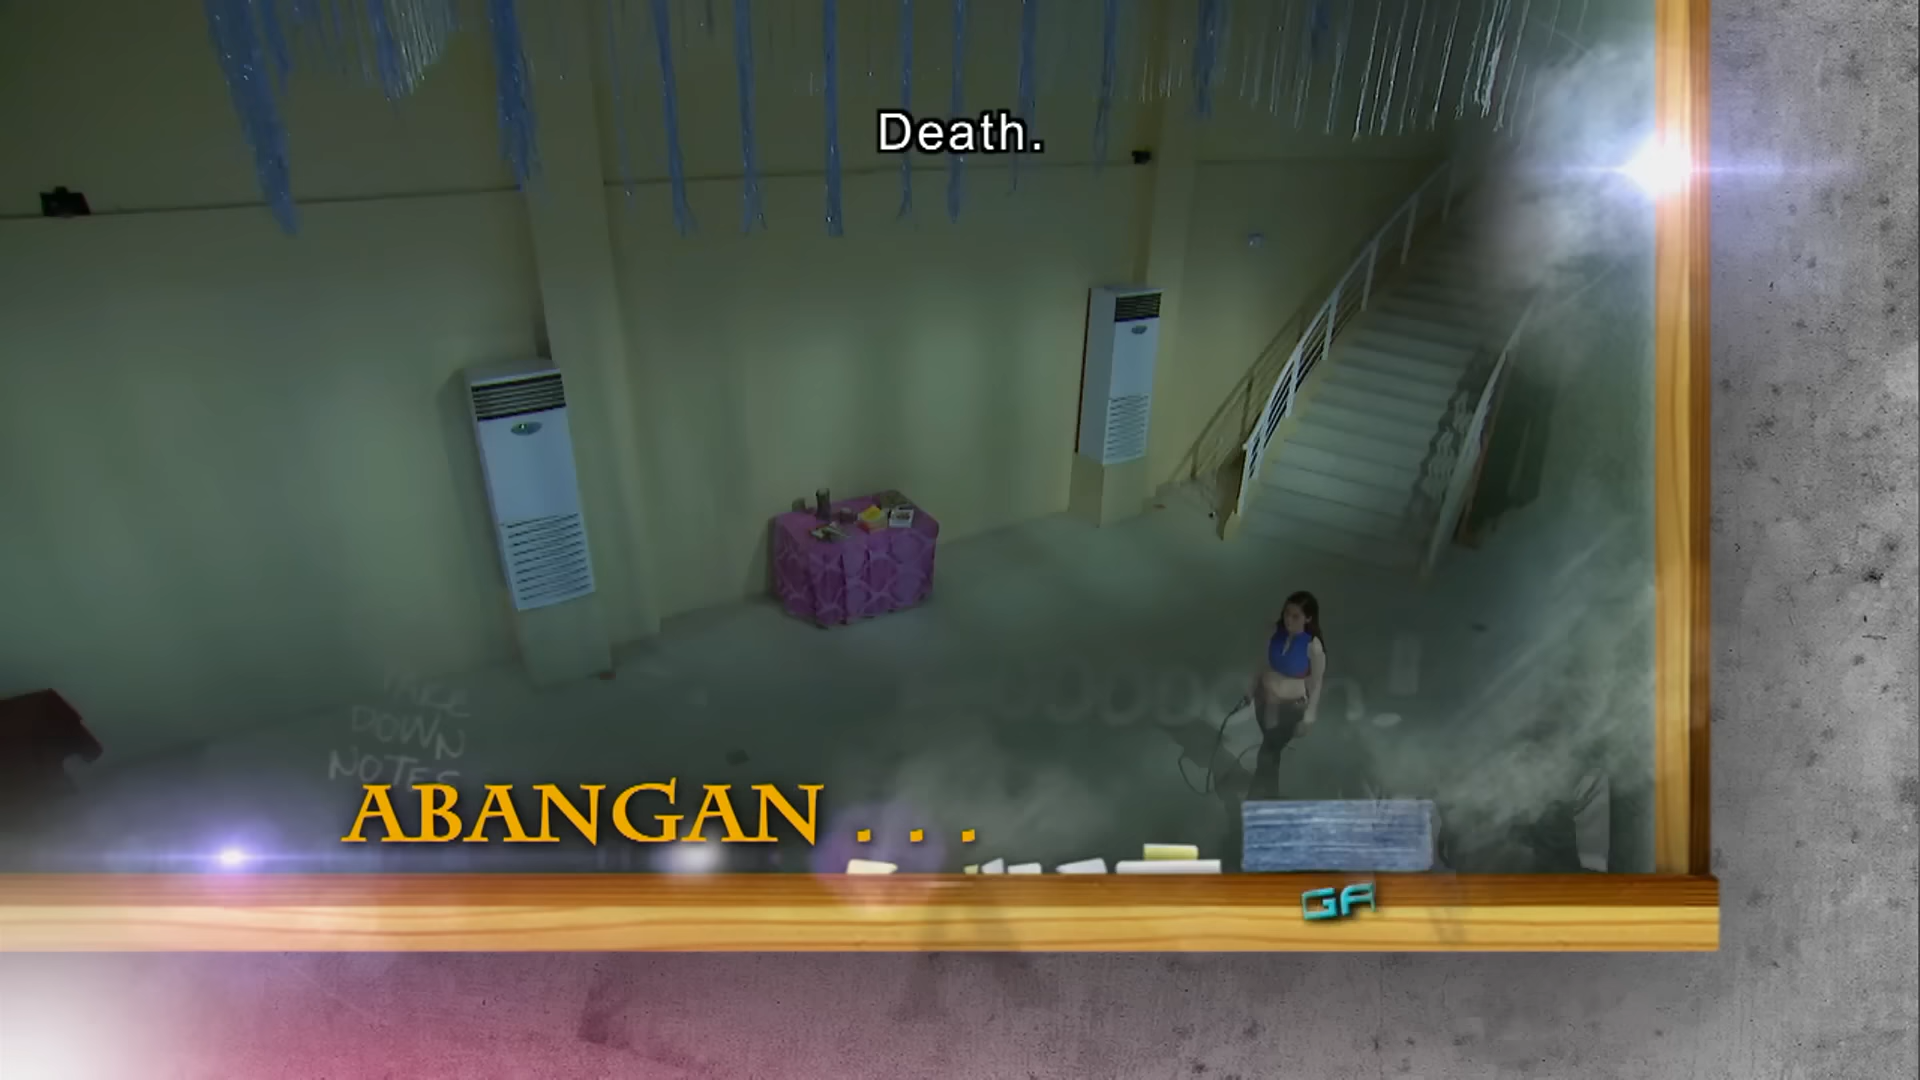 Death.
TAKE
DOWN
NOTES
ABANGAN . . .
GA